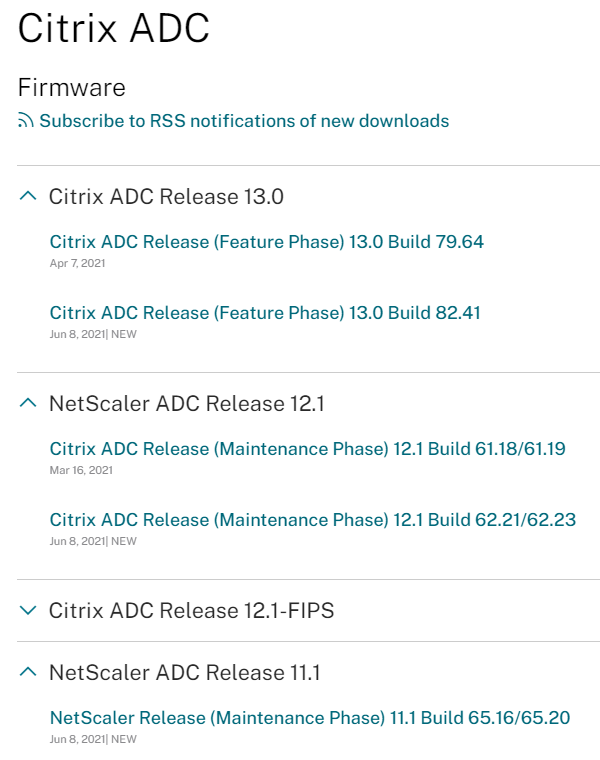 Citrix ADC
Firmware
Subscribe to RSS notifications of new downloads
Citrix ADC Release 13.0
Citrix ADC Release (Feature Phase) 13.0 Build 79.64
Apr 7, 2021
Citrix ADC Release (Feature Phase) 13.0 Build 82.41
Jun 8, 2021| NEW
NetScaler ADC Release 12.1
Citrix ADC Release (Maintenance Phase) 12.1 Build 61.18/61.19
Mar 16, 2021
Citrix ADC Release (Maintenance Phase) 12.1 Build 62.21/62.23
Jun 8, 2021| NEW
Citrix ADC Release 12.1-FIPS
NetScaler ADC Release 11.1
NetScaler Release (Maintenance Phase) 11.1 Build 65.16/65.20
Jun 8, 2021| NEW